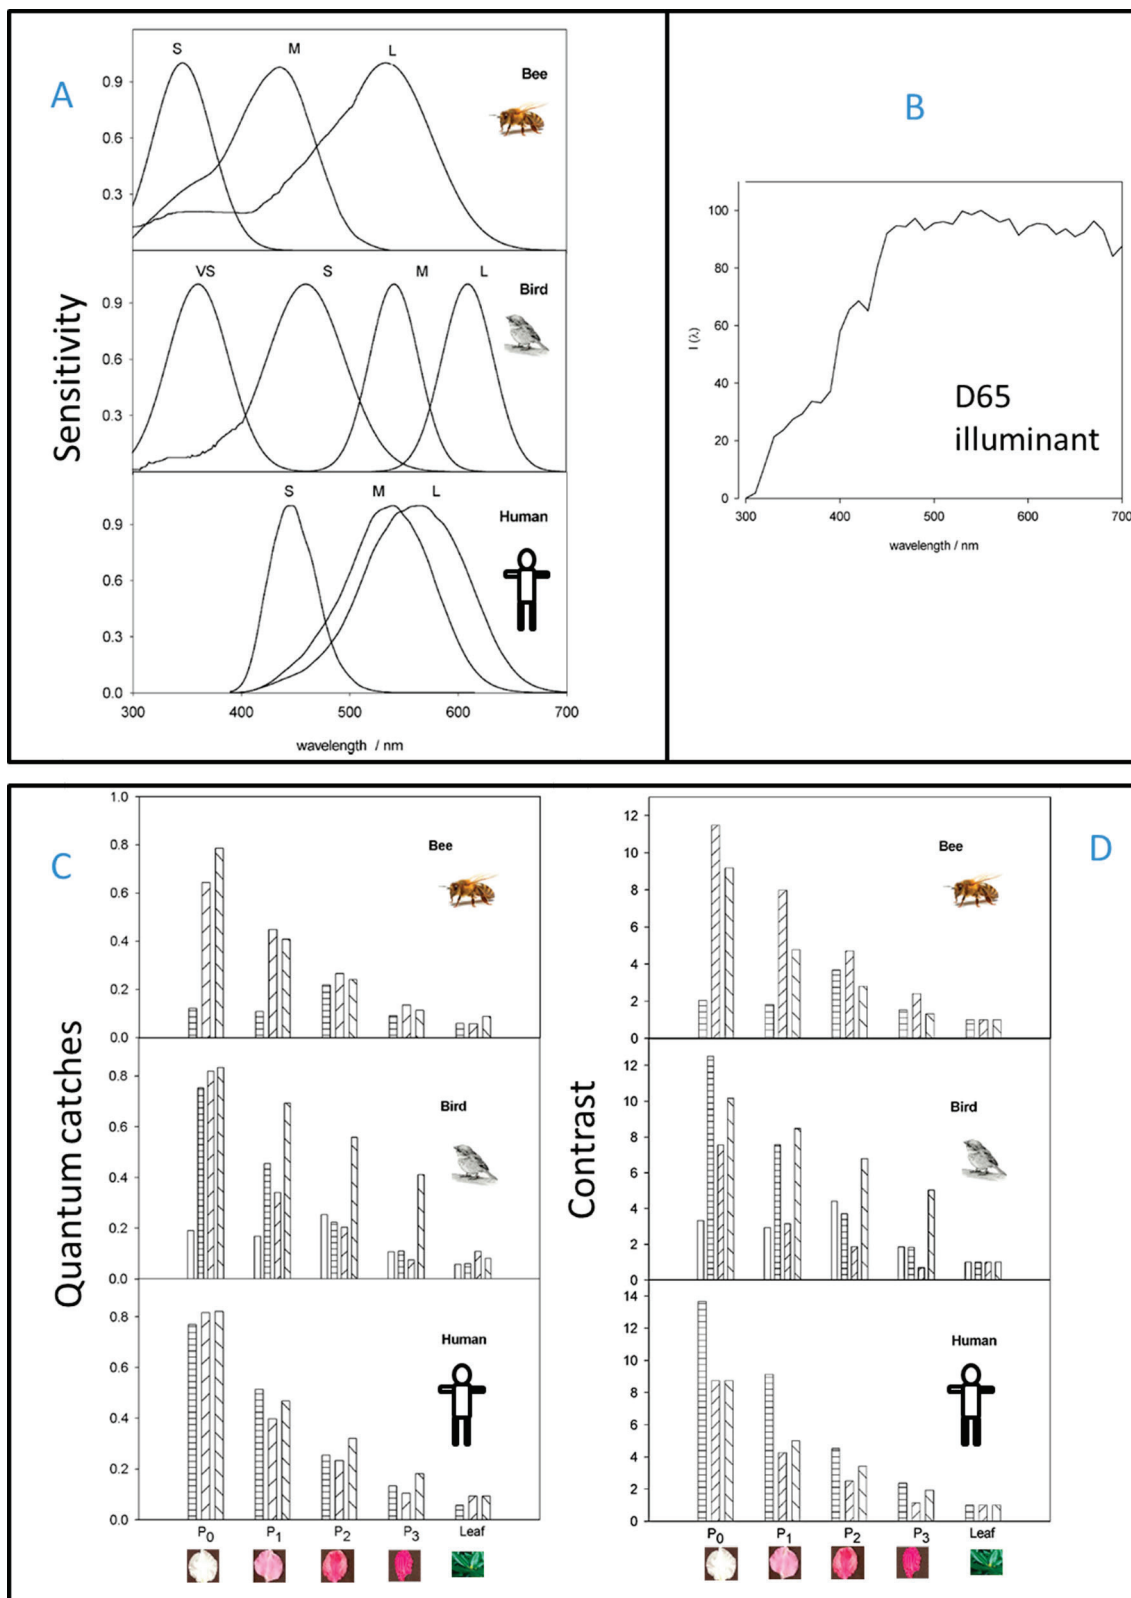 A
S M L
Bee
0.9
0.6
0.3
VS S M L
Bird
0.9
0.6
0.3
S M L
Human
0.9
0.6
0.3
0.0
300 400 500 600 700
wavelength / nm
Sensitivity
B
100
80
60
40
20
0
I (λ)
D65
illuminant
300 400 500 600 700
wavelength / nm
C
Quantum catches
1.0
0.8
0.6
0.4
0.2
0.0
Bee
0.8
0.6
0.4
0.2
0.0
Bird
0.8
0.6
0.4
0.2
0.0
Human
P0 P1 P2 P3 Leaf
D
Contrast
12
10
8
6
4
2
0
Bee
12
10
8
6
4
2
0
Bird
14
12
10
8
6
4
2
0
Human
P0 P1 P2 P3 Leaf